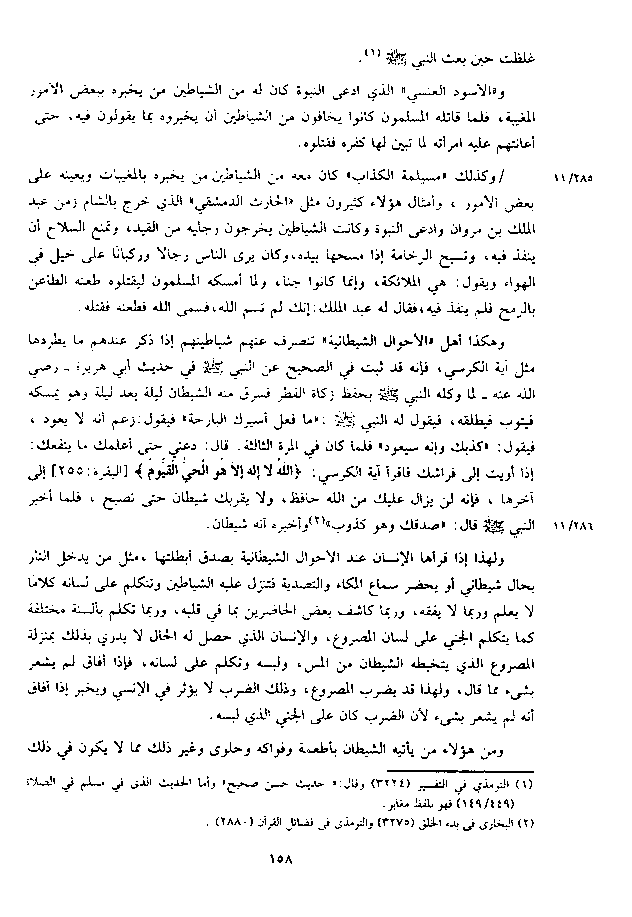 غلظت حين بعث النبي ﷺ (١).
و«الأسود العنسي» الذي ادعى النبوة كان له من الشياطين من يخبره ببعض الأمور
المغيبة، فلما قاتله المسلمون كانوا يخافون من الشياطين أن يخبروه بما يقولون فيه، حتى
أعانتهم عليه امرأته لما تبين لها كفره فقتلوه.
١١/٢٨٥ / وكذلك «مسيلمة الكذاب» كان معه من الشياطين من يخبره بالمغيبات ويعينه على
بعض الأمور، وأمثال هؤلاء كثيرون مثل «الحارث الدمشقي» الذي خرج بالشام زمن عبد
الملك بن مروان وادعى النبوة وكانت الشياطين يخرجون رجليه من القيد، وتمنع السلاح أن
ينفذ فيه، وتسبح الرخامة إذا مسحها بيده، وكان يرى الناس رجالا وركبانًا على خيل في
الهواء ويقول: هي الملائكة، وإنما كانوا جنا، ولما أمسكه المسلمون ليقتلوه طعنه الطاعن
بالرمح فلم ينفذ فيه، فقال له عبد الملك: إنك لم تسم الله، فسمى الله فطعنه فقتله.
وهكذا أهل «الأحوال الشيطانية» تنصرف عنهم شياطينهم إذا ذكر عندهم ما يطردها
مثل آية الكرسي، فإنه قد ثبت في الصحيح عن النبي ﷺ في حديث أبي هريرة ـ رضي
الله عنه ـ لما وكله النبي ﷺ بحفظ زكاة الفطر فسرق منه الشيطان ليلة بعد ليلة وهو يمسكه
فيتوب فيطلقه، فيقول له النبي ﷺ: «ما فعل أسيرك البارحة» فيقول: زعم أنه لا يعود،
فيقول: «كذبك وإنه سيعود» فلما كان في المرة الثالثة. قال: دعني حتى أعلمك ما ينفعك:
إذا أويت إلى فراشك فاقرأ آية الكرسي: ﴿اللَّهُ لا إِلَهَ إِلاَّ هُوَ الْحَيُّ الْقَيُّومُ﴾ [البقرة: ٢٥٥] إلى
آخرها، فإنه لن يزال عليك من الله حافظ، ولا يقربك شيطان حتى تصبح، فلما أخبر
١١/٢٨٦ النبي ﷺ قال: «صدقك وهو كذوب»(٢) وأخبره أنه شيطان.
ولهذا إذا قرأها الإنسان عند الأحوال الشيطانية بصدق أبطلتها، مثل من يدخل النار
بحال شيطاني أو يحضر سماع المكاء والتصدية فتنزل عليه الشياطين وتتكلم على لسانه كلامًا
لا يعلم وربما لا يفقه، وربما كاشف بعض الحاضرين بما في قلبه، وربما تكلم بألسنة مختلفة
كما يتكلم الجني على لسان المصروع، والإنسان الذي حصل له الحال لا يدري بذلك بمنزلة
المصروع الذي يتخبطه الشيطان من المس، ولبسه وتكلم على لسانه، فإذا أفاق لم يشعر
بشيء مما قال، ولهذا قد يضرب المصروع، وذلك الضرب لا يؤثر في الإنسي ويخبر إذا أفاق
أنه لم يشعر بشيء لأن الضرب كان على الجني الذي لبسه.
ومن هؤلاء من يأتيه الشيطان بأطعمة وفواكه وحلوى وغير ذلك مما لا يكون في ذلك
(١) الترمذي في التفسير (٣٢٢٤) وقال: «حديث حسن صحيح» وأما الحديث الذي في مسلم في الصلاة
(١٤٩/٤٤٩) فهو بلفظ مغاير.
(٢) البخاري في بدء الخلق (٣٢٧٥) والترمذي في فضائل القرآن (٢٨٨٠).
١٥٨